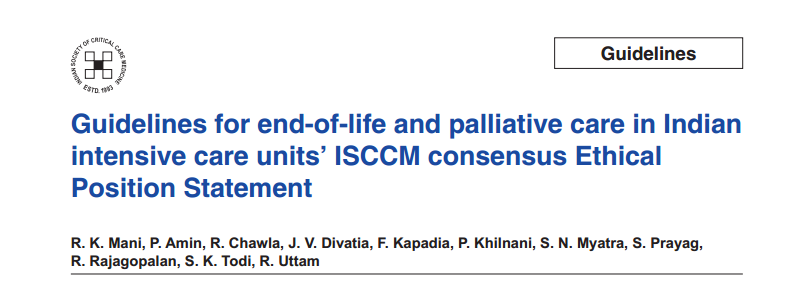 INDIAN SOCIETY OF CRITICAL CARE MEDICINE
ESTD. 1993
Guidelines
Guidelines for end-of-life and palliative care in Indian
intensive care units’ ISCCM consensus Ethical
Position Statement
R. K. Mani, P. Amin, R. Chawla, J. V. Divatia, F. Kapadia, P. Khilnani, S. N. Myatra, S. Prayag,
R. Rajagopalan, S. K. Todi, R. Uttam